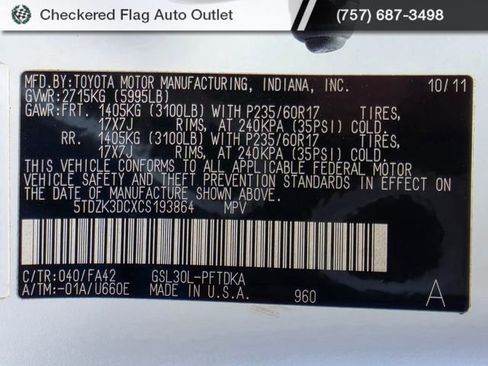 Checkered Flag Auto Outlet (757) 687-3498
MFD.BY:TOYOTA MOTOR MANUFACTURING, INDIANA, INC. 10/11
GVWR:2715KG (5995LB)
GAWR:FRT. 1405KG (3100LB) WITH P235/60R17 TIRES,
17X7J RIMS, AT 240KPA (35PSI) COLD.
RR. 1405KG (3100LB) WITH P235/60R17 TIRES,
17X7J RIMS, AT 240KPA (35PSI) COLD.
THIS VEHICLE CONFORMS TO ALL APPLICABLE FEDERAL MOTOR
VEHICLE SAFETY AND THEFT PREVENTION STANDARDS IN EFFECT ON
THE DATE OF MANUFACTURE SHOWN ABOVE.
5TDZK3DCXCS193864 MPV
C/TR:040/FA42 GSL30L-PFTDKA
A/TM:-01A/U660E MADE IN U.S.A. 960 A